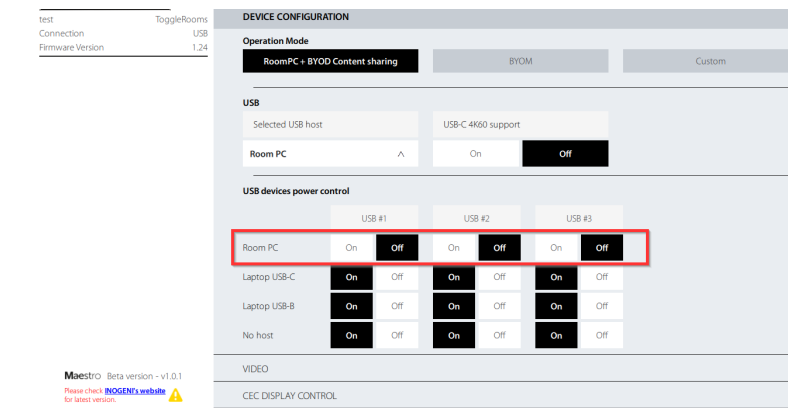 test ToggleRooms
Connection USB
Firmware Version 1.24
DEVICE CONFIGURATION
Operation Mode
RoomPC + BYOD Content sharing BYOM Custom
USB
Selected USB host USB-C 4K60 support
Room PC On Off
USB devices power control
USB #1 USB #2 USB #3
Room PC On Off On Off On Off
Laptop USB-C On Off On Off On Off
Laptop USB-B On Off On Off On Off
No host On Off On Off On Off
VIDEO
CEC DISPLAY CONTROL
Maestro Beta version - v1.0.1
Please check INOGENI's website
for latest version.